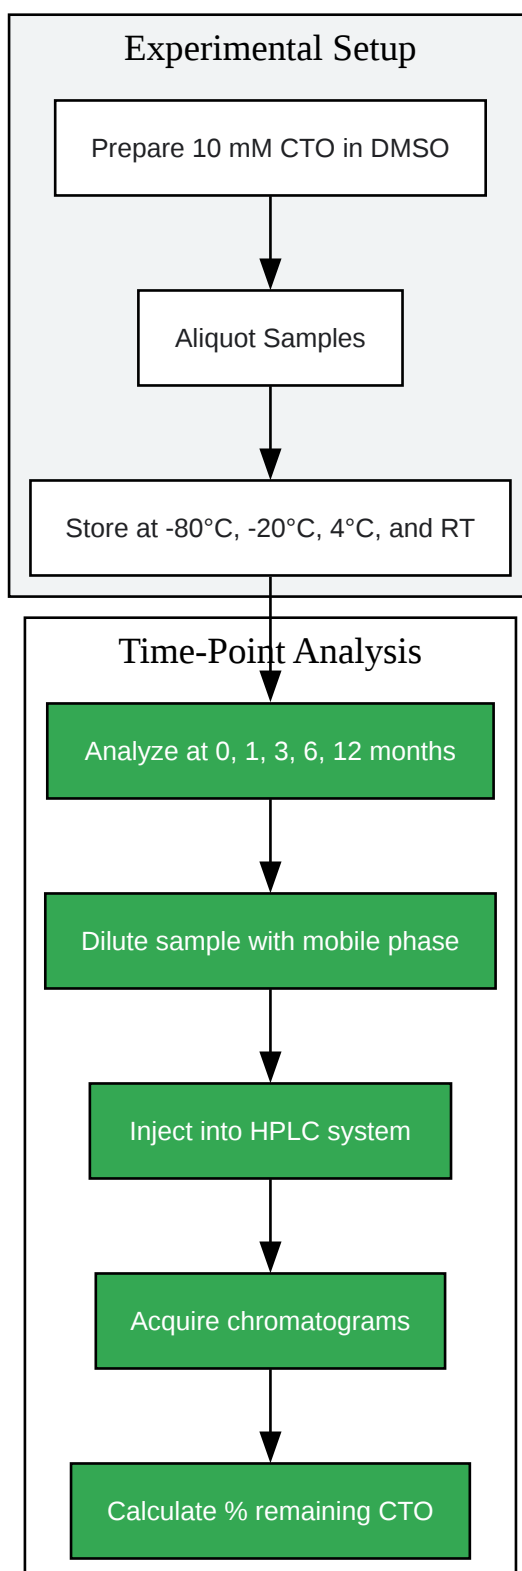 Experimental Setup
Prepare 10 mM CTO in DMSO
Aliquot Samples
Store at -80°C, -20°C, 4°C, and RT
Time-Point Analysis
Analyze at 0, 1, 3, 6, 12 months
Dilute sample with mobile phase
Inject into HPLC system
Acquire chromatograms
Calculate % remaining CTO